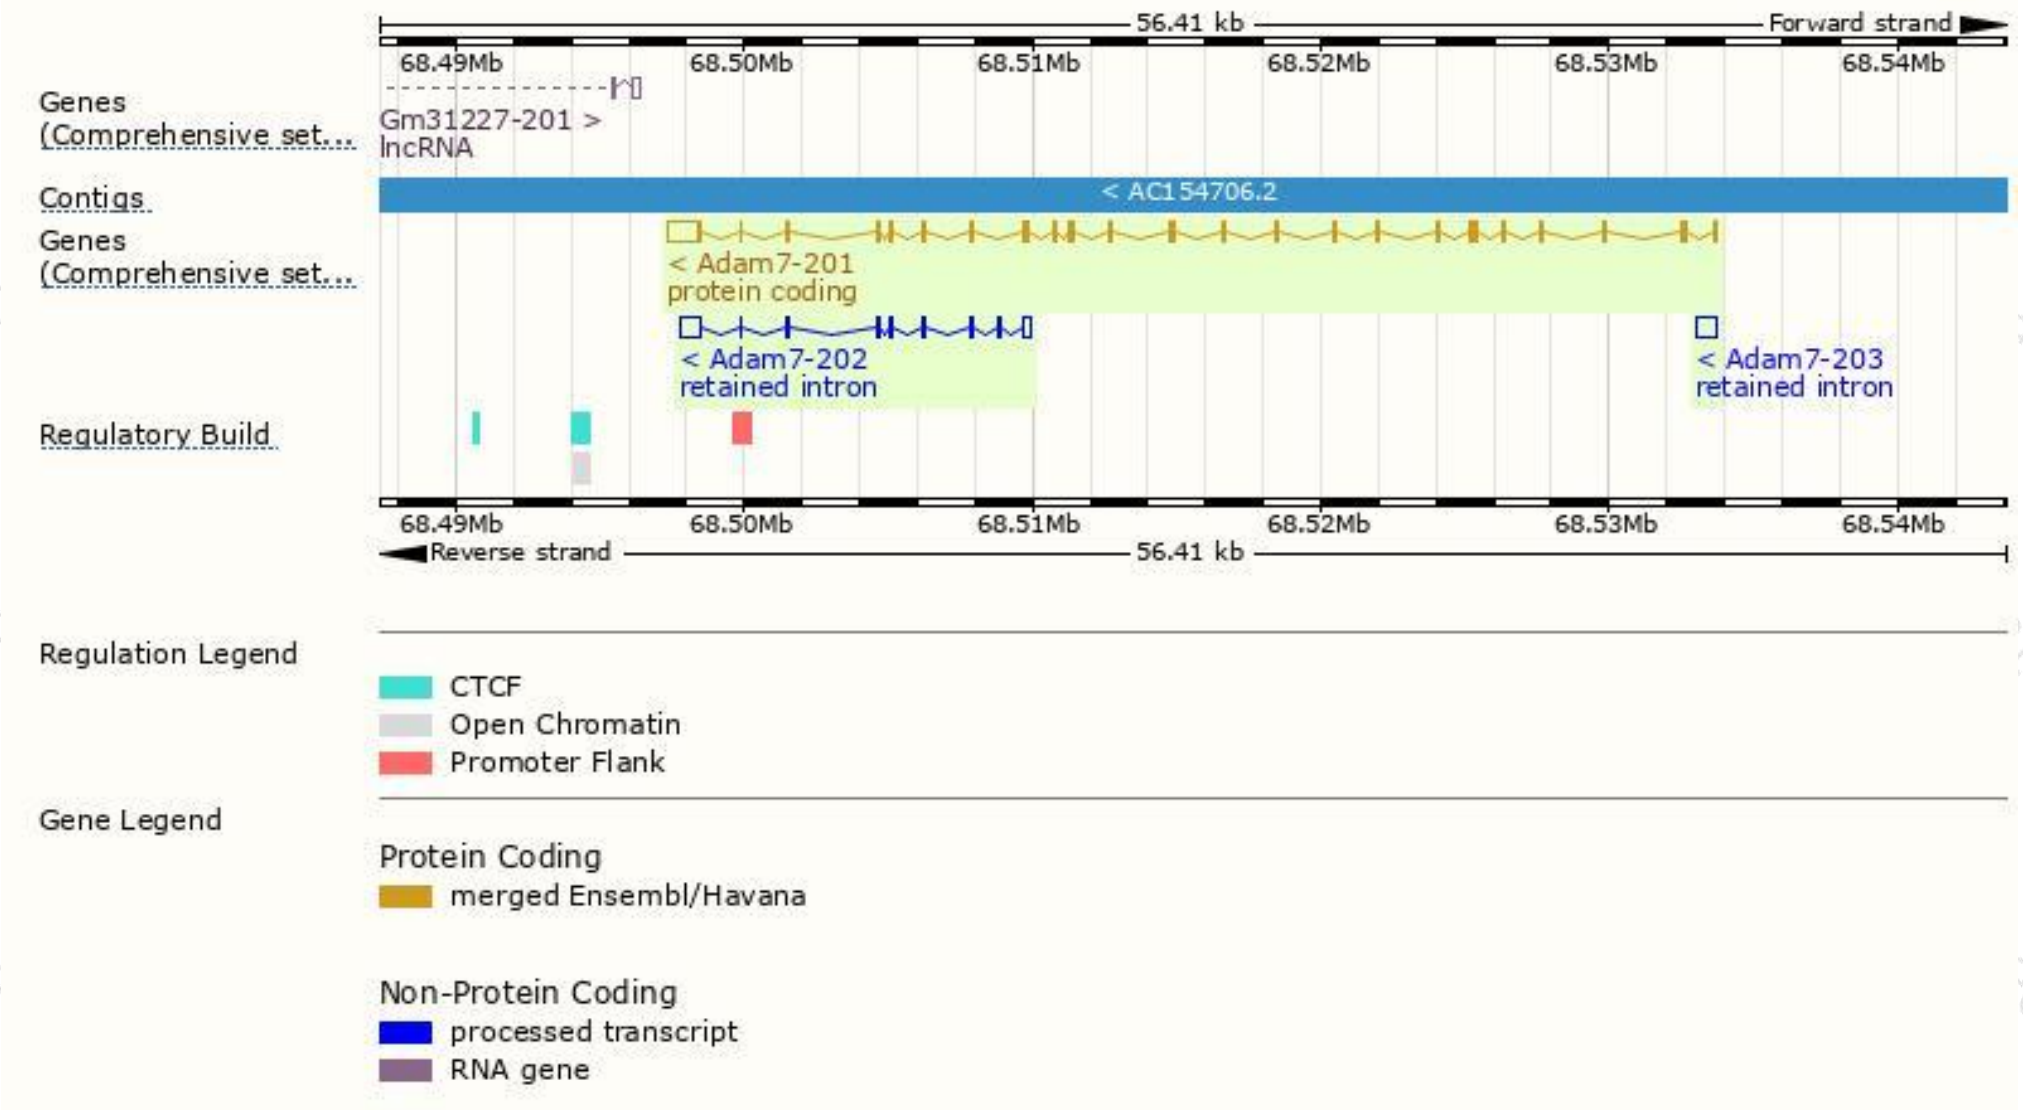 56.41 kb Forward strand
68.49Mb 68.50Mb 68.51Mb 68.52Mb 68.53Mb 68.54Mb
Genes
(Comprehensive set...
Gm31227-201 >
lncRNA
Contigs
< AC154706.2
Genes
(Comprehensive set...
< Adam7-201
protein coding
< Adam7-202
retained intron
< Adam7-203
retained intron
Regulatory Build
68.49Mb 68.50Mb 68.51Mb 68.52Mb 68.53Mb 68.54Mb
Reverse strand 56.41 kb
Regulation Legend
CTCF
Open Chromatin
Promoter Flank
Gene Legend
Protein Coding
merged Ensembl/Havana
Non-Protein Coding
processed transcript
RNA gene